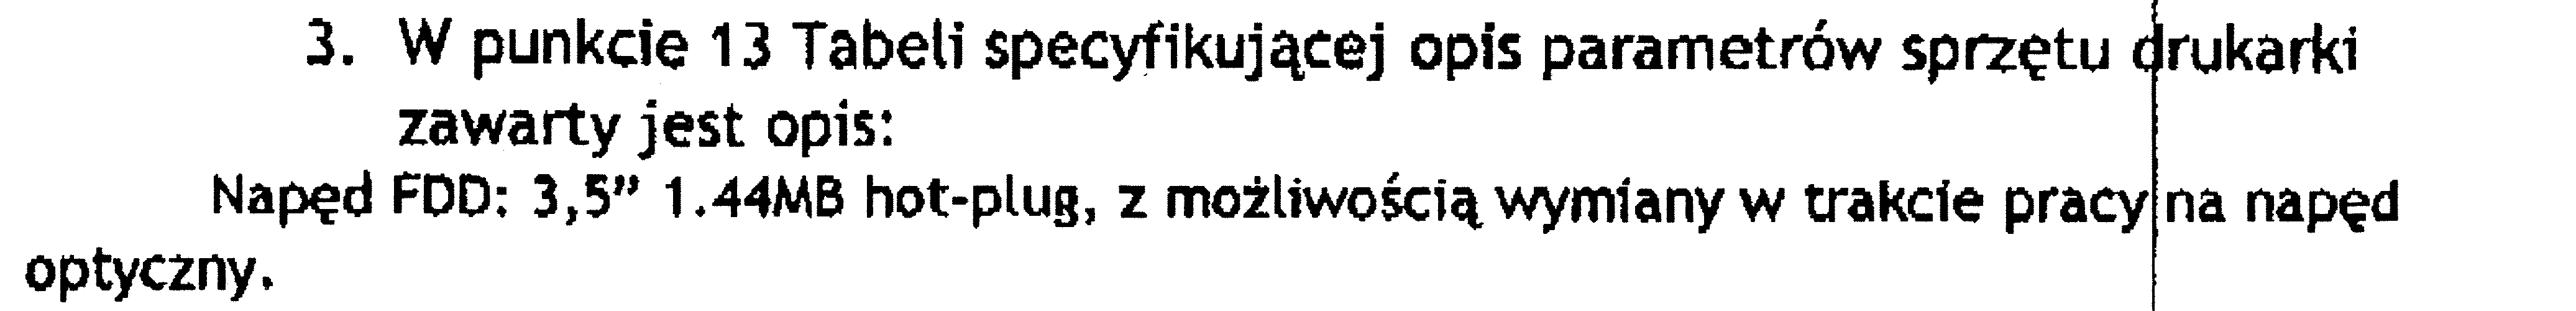 3. W punkcie 13 Tabeli specyfikującej opis parametrów sprzętu drukarki
zawarty jest opis:
Napęd FDD: 3,5” 1.44MB hot-plug, z możliwością wymiany w trakcie pracy na napęd
optyczny.